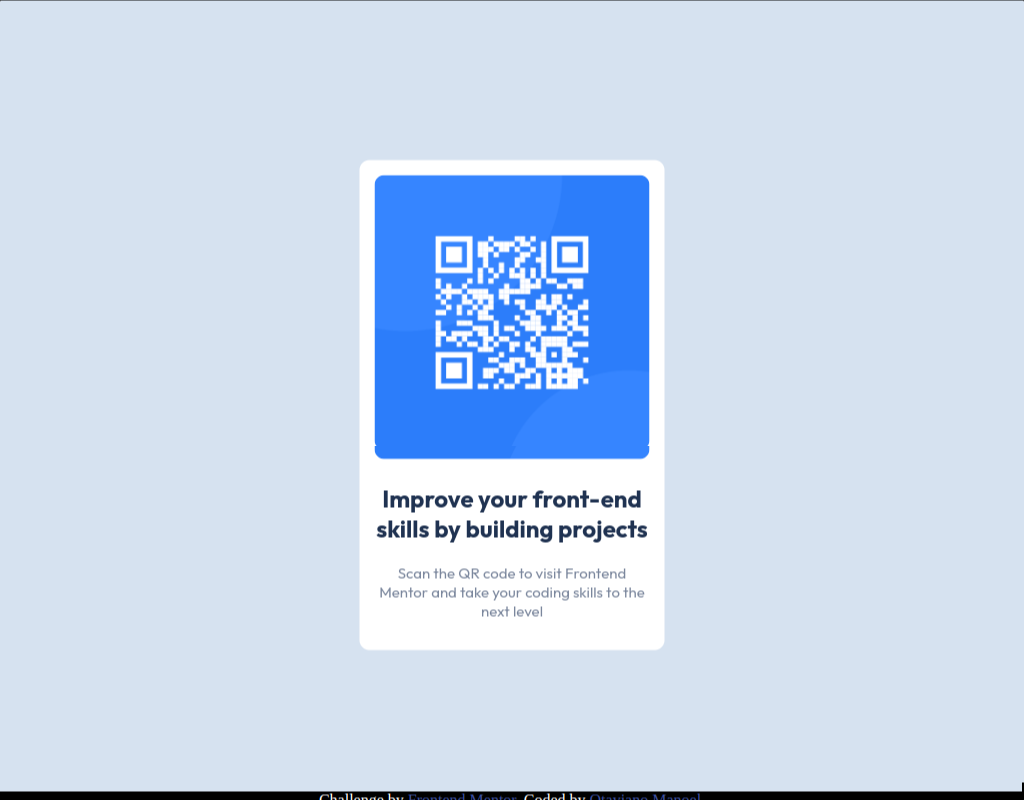 Improve your front-end
skills by building projects
Scan the QR code to visit Frontend
Mentor and take your coding skills to the
next level
Challenge by Frontend Mentor. Coded by Otaviano Manoel.